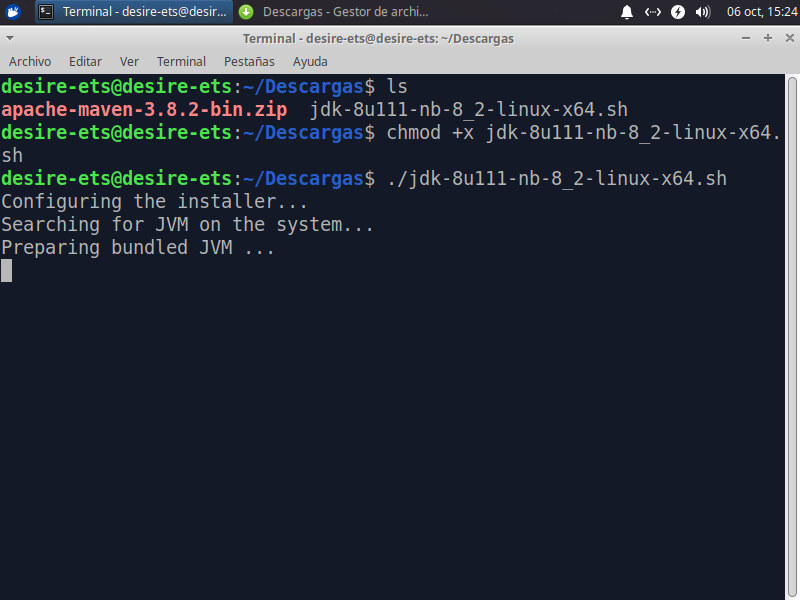 Terminal - desire-ets@desir... Descargas - Gestor de archi... 06 oct, 15:24
Terminal - desire-ets@desire-ets: ~/Descargas
Archivo Editar Ver Terminal Pestañas Ayuda
desire-ets@desire-ets:~/Descargas$ ls
apache-maven-3.8.2-bin.zip  jdk-8u111-nb-8_2-linux-x64.sh
desire-ets@desire-ets:~/Descargas$ chmod +x jdk-8u111-nb-8_2-linux-x64.
sh
desire-ets@desire-ets:~/Descargas$ ./jdk-8u111-nb-8_2-linux-x64.sh
Configuring the installer...
Searching for JVM on the system...
Preparing bundled JVM ...